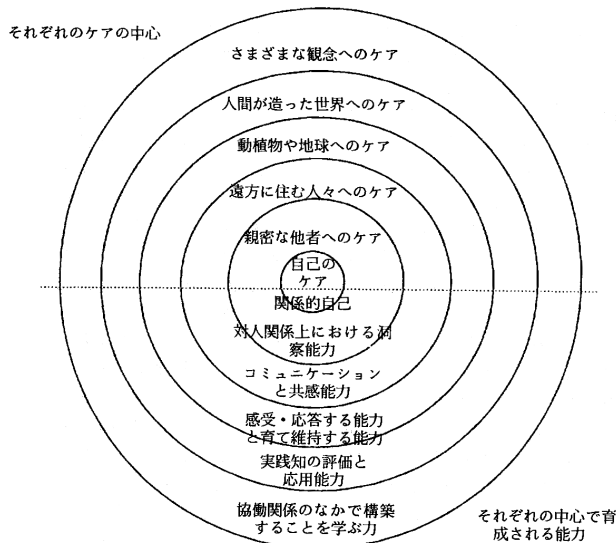 それぞれのケアの中心
さまざまな観念へのケア
人間が造った世界へのケア
動植物や地球へのケア
遠方に住む人々へのケア
親密な他者へのケア
自己の
ケア
関係的自己
対人関係上における洞
察能力
コミュニケーション
と共感能力
感受・応答する能力
と育て維持する能力
実践知の評価と
応用能力
協働関係のなかで構築
することを学ぶ力
それぞれの中心で育
成される能力